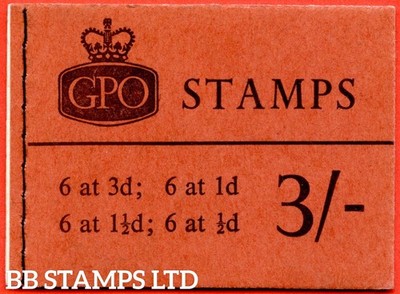 GPO STAMPS
6 at 3d; 6 at 1d
6 at 1½d; 6 at ½d
3/-
BB STAMPS LTD